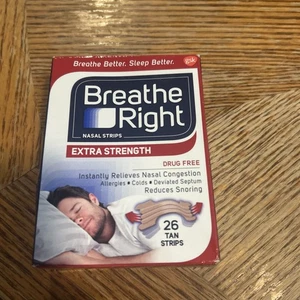 Breathe Better. Sleep Better.
gsk
Breathe
Right
NASAL STRIPS
EXTRA STRENGTH
DRUG FREE
Instantly Relieves Nasal Congestion
Allergies • Colds • Deviated Septum
Reduces Snoring
26
TAN
STRIPS